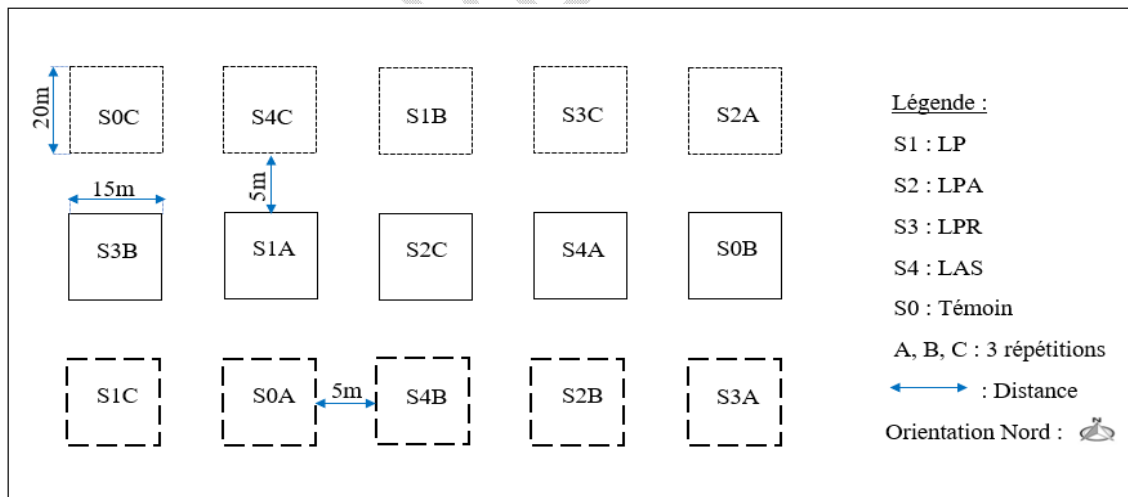 S0C S4C S1B S3C S2A
20m
5m
15m
S3B S1A S2C S4A S0B
S1C S0A 5m S4B S2B S3A
Légende :
S1 : LP
S2 : LPA
S3 : LPR
S4 : LAS
S0 : Témoin
A, B, C : 3 répétitions
: Distance
Orientation Nord :
N